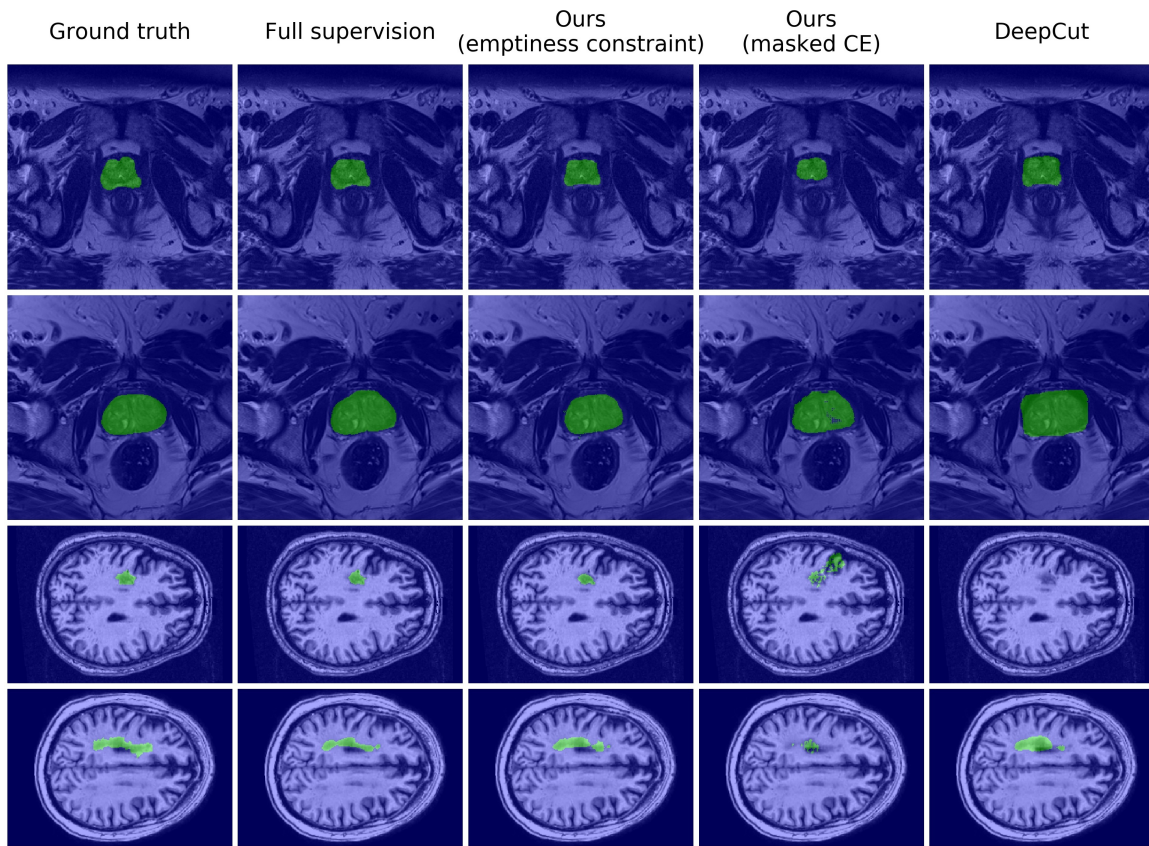 Ground truth
Full supervision
Ours
(emptiness constraint)
Ours
(masked CE)
DeepCut